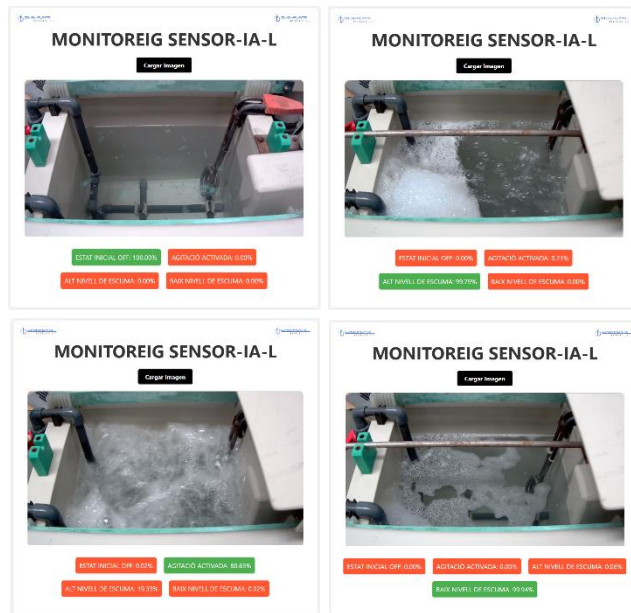 MONITOREIG SENSOR-IA-L
Cargar Imagen
ESTAT INICIAL OFF: 100.00% AGITACIÓ ACTIVADA: 0.00%
ALT NIVELL DE ESCUMA: 0.00% BAIX NIVELL DE ESCUMA: 0.00%
MONITOREIG SENSOR-IA-L
Cargar Imagen
ESTAT INICIAL OFF: 0.00% AGITACIÓ ACTIVADA: 0.21%
ALT NIVELL DE ESCUMA: 99.79% BAIX NIVELL DE ESCUMA: 0.00%
MONITOREIG SENSOR-IA-L
Cargar Imagen
ESTAT INICIAL OFF: 0.02% AGITACIÓ ACTIVADA: 80.63%
ALT NIVELL DE ESCUMA: 19.33% BAIX NIVELL DE ESCUMA: 0.02%
MONITOREIG SENSOR-IA-L
Cargar Imagen
ESTAT INICIAL OFF: 0.00% AGITACIÓ ACTIVADA: 0.00% ALT NIVELL DE ESCUMA: 0.06%
BAIX NIVELL DE ESCUMA: 99.94%